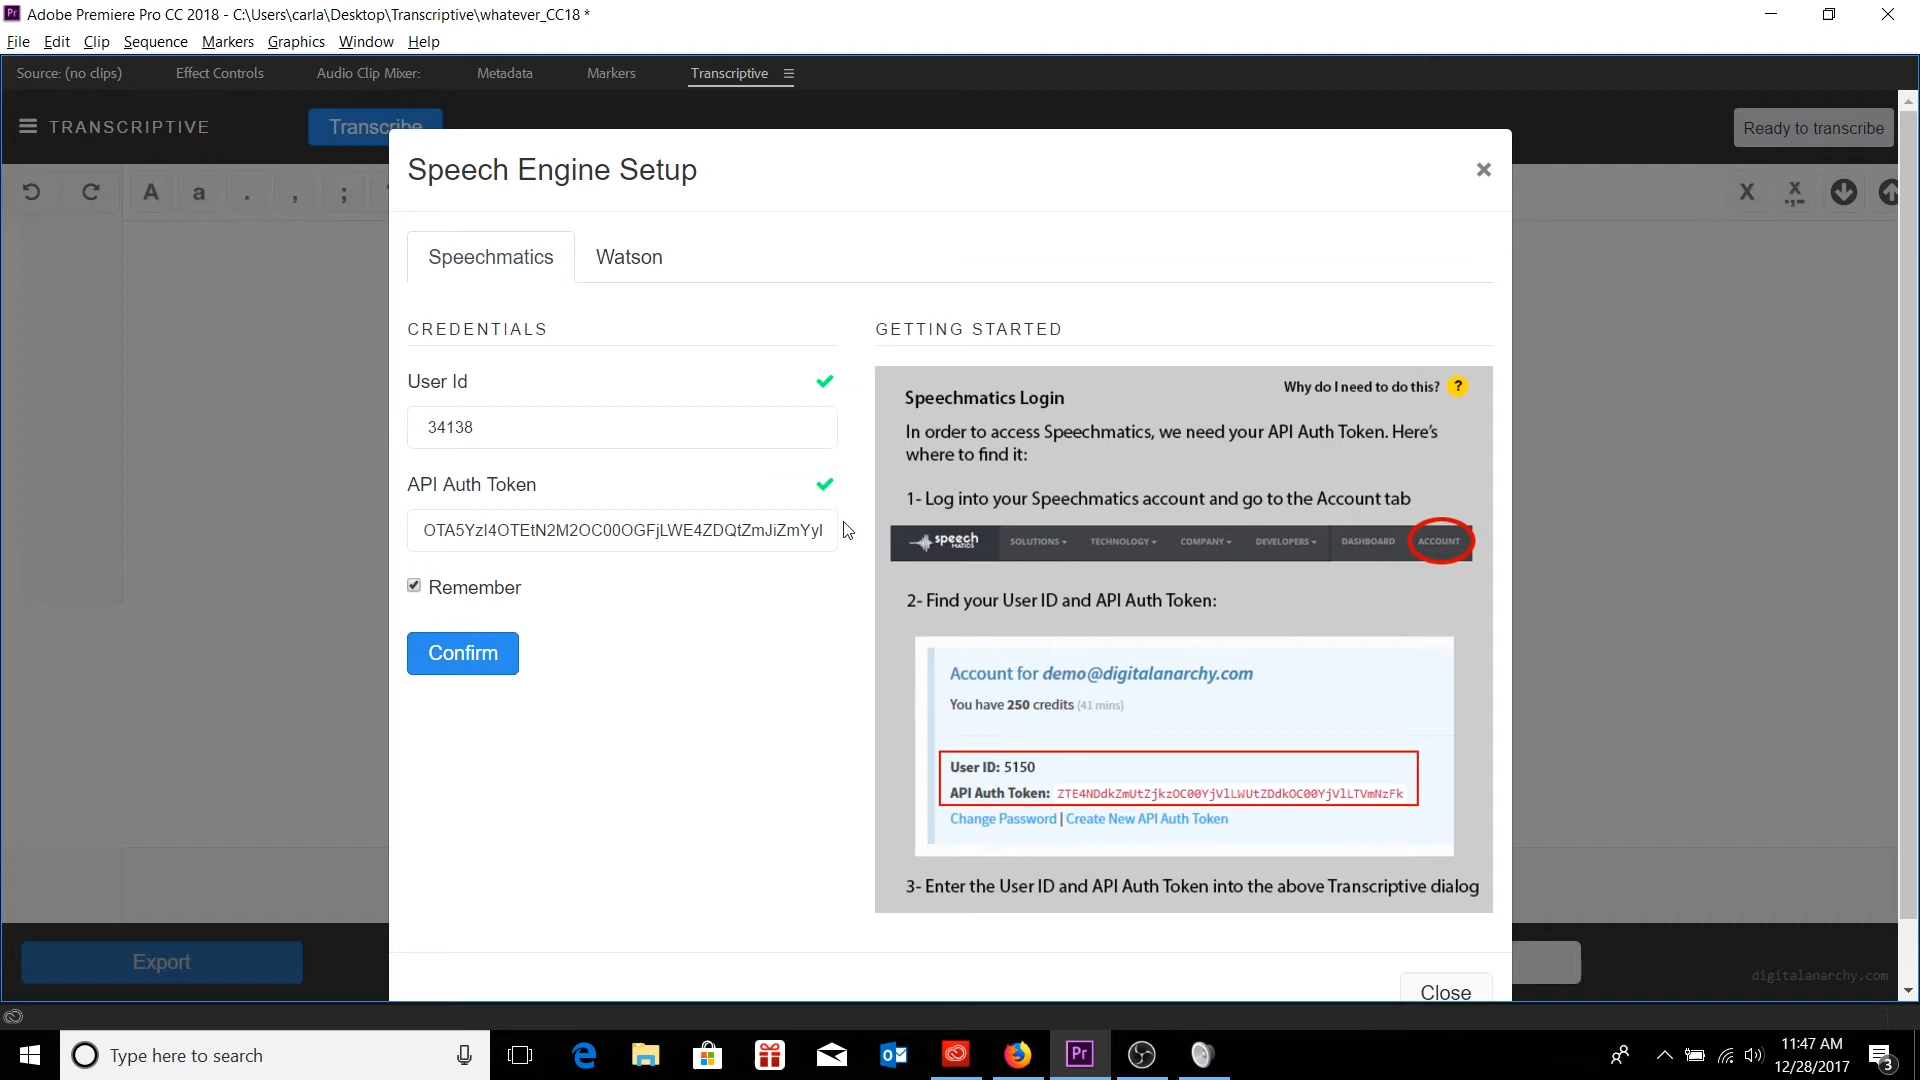 Adobe Premiere Pro CC 2018 - C:\Users\carla\Desktop\Transcriptive\whatever_CC18 *
File Edit Clip Sequence Markers Graphics Window Help
Source: (no clips) Effect Controls Audio Clip Mixer: Metadata Markers Transcriptive
TRANSCRIPTIVE Transcribe Ready to transcribe
A a . , ; X X
Speech Engine Setup
Speechmatics Watson
CREDENTIALS
User Id
34138
API Auth Token
OTA5YzI4OTEtN2M2OC00OGFjLWE4ZDQtZmJiZmYyI
Remember
Confirm
GETTING STARTED
Why do I need to do this? ?
Speechmatics Login
In order to access Speechmatics, we need your API Auth Token. Here's
where to find it:
1- Log into your Speechmatics account and go to the Account tab
speech MATICS SOLUTIONS TECHNOLOGY COMPANY DEVELOPERS DASHBOARD ACCOUNT
2- Find your User ID and API Auth Token:
Account for demo@digitalanarchy.com
You have 250 credits (41 mins)
User ID: 5150
API Auth Token: ZTE4NDdkZmUtZjkzOC00YjVlLWUtZDdkOC00YjVlLTVmNzFk
Change Password | Create New API Auth Token
3- Enter the User ID and API Auth Token into the above Transcriptive dialog
Close
Export
digitalanarchy.com
Type here to search
Pr
11:47 AM
12/28/2017
3